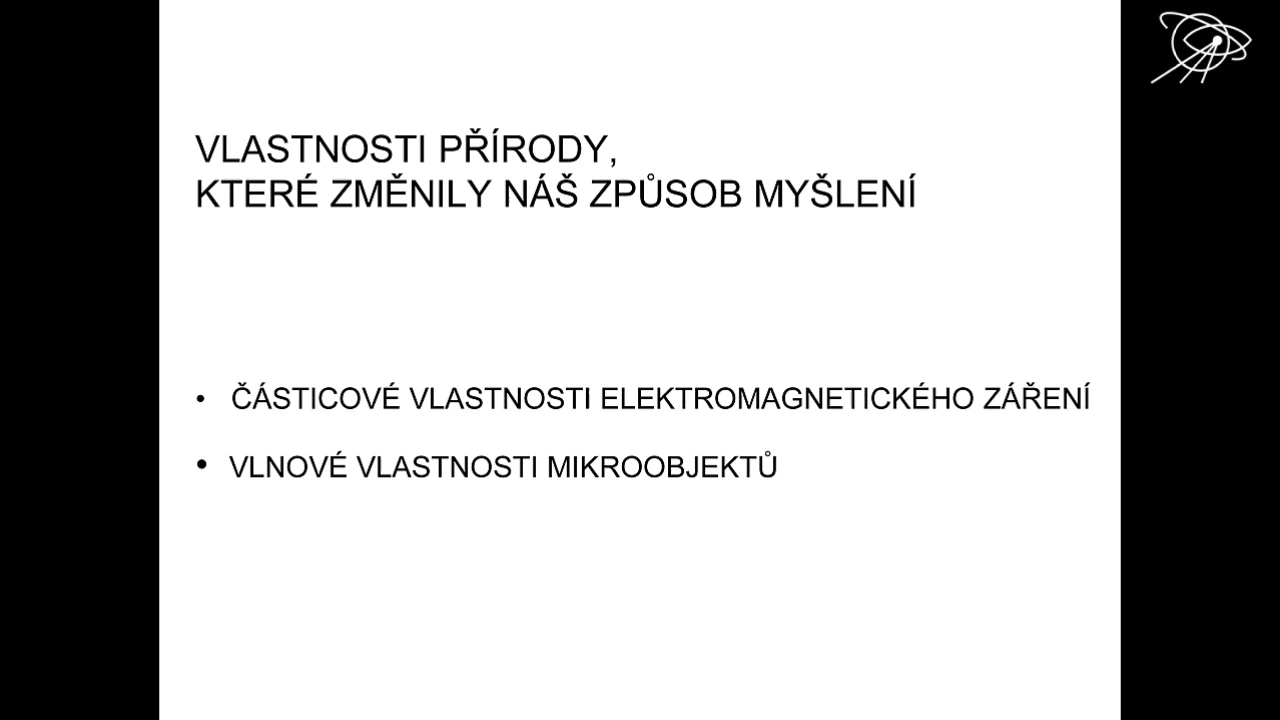 VLASTNOSTI PŘÍRODY,
KTERÉ ZMĚNILY NÁŠ ZPŮSOB MYŠLENÍ
• ČÁSTICOVÉ VLASTNOSTI ELEKTROMAGNETICKÉHO ZÁŘENÍ
• VLNOVÉ VLASTNOSTI MIKROOBJEKTŮ